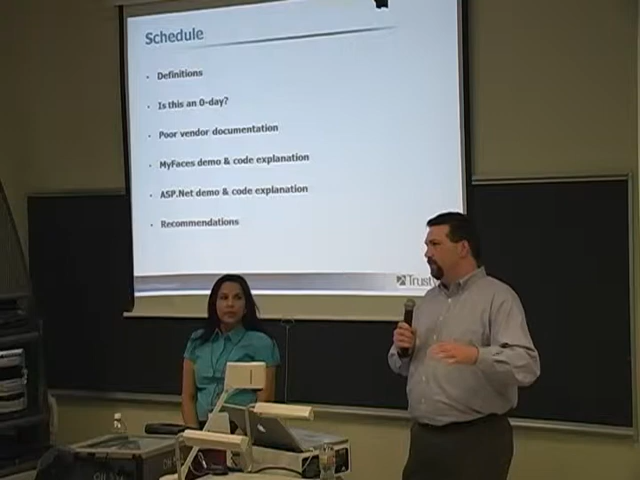 Schedule
• Definitions
• Is this an 0-day?
• Poor vendor documentation
• MyFaces demo & code explanation
• ASP.Net demo & code explanation
• Recommendations
Trust